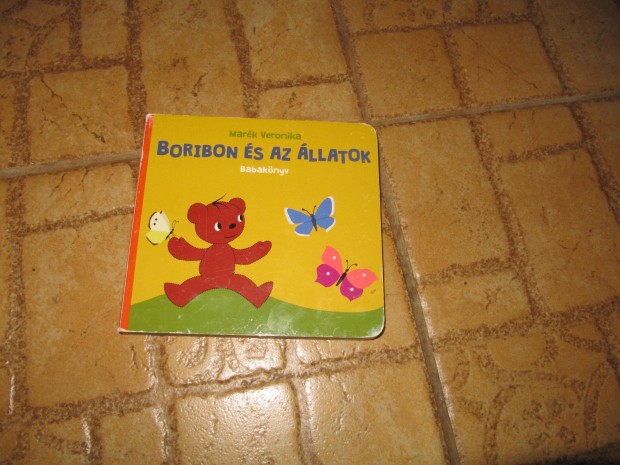 Marék Veronika
BORIBON ÉS AZ ÁLLATOK
Babakönyv